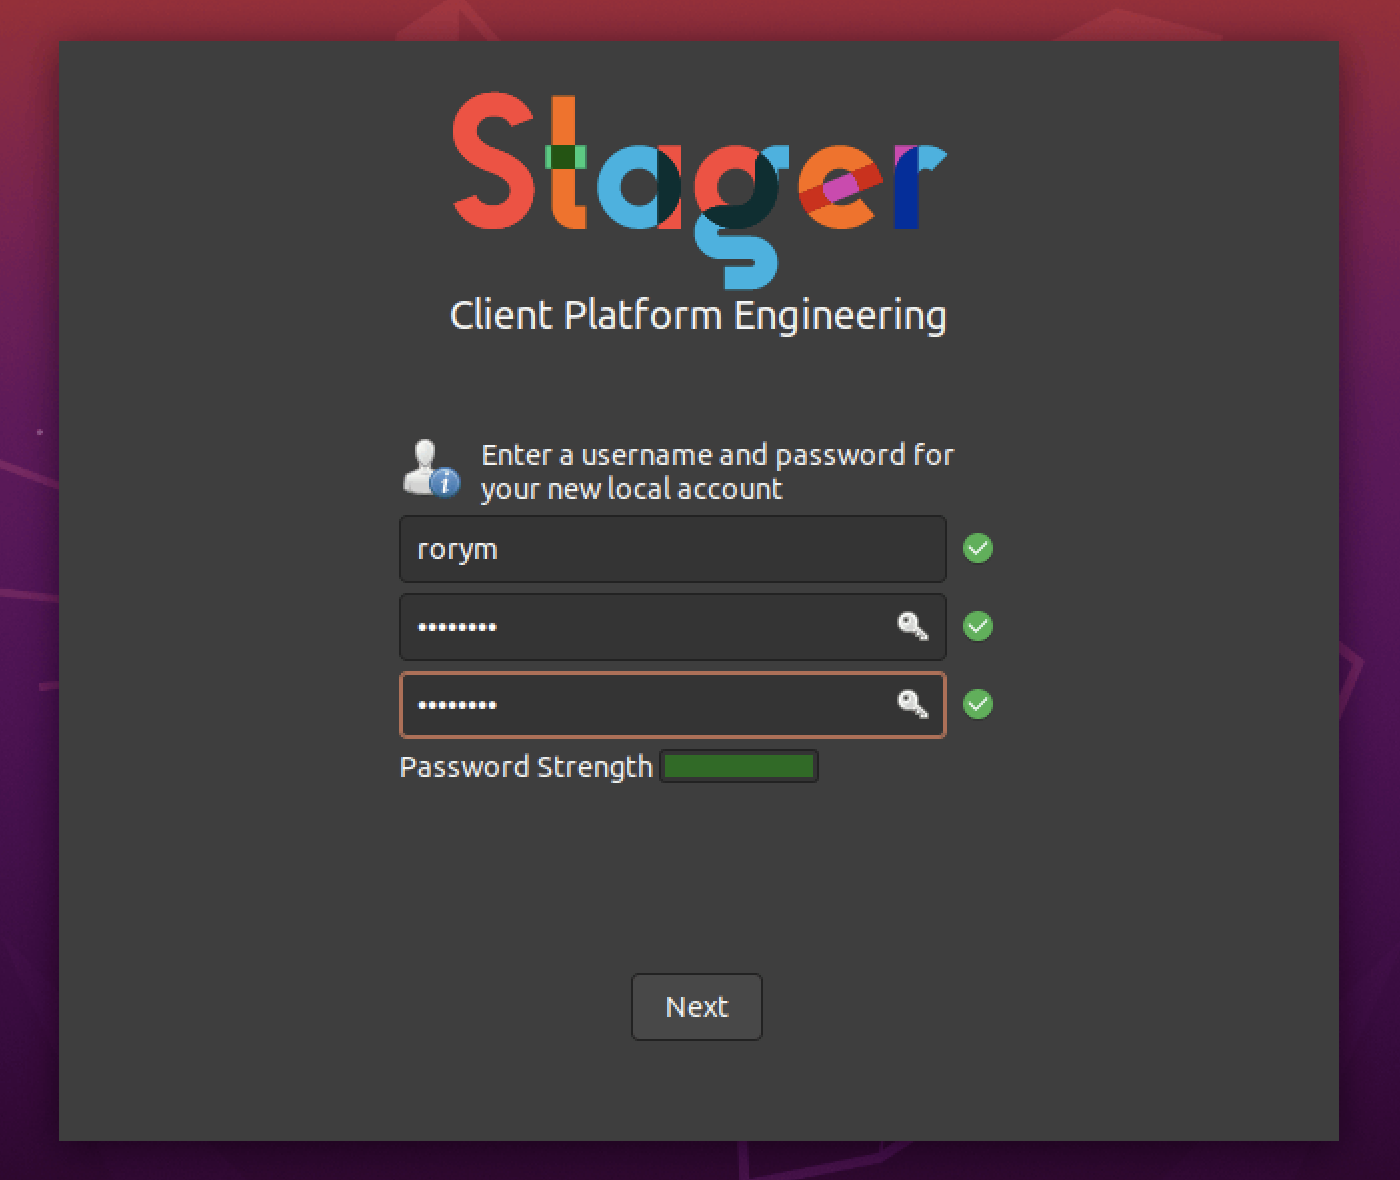 Stager
Client Platform Engineering
Enter a username and password for
your new local account
rorym
••••••••
••••••••
Password Strength
Next